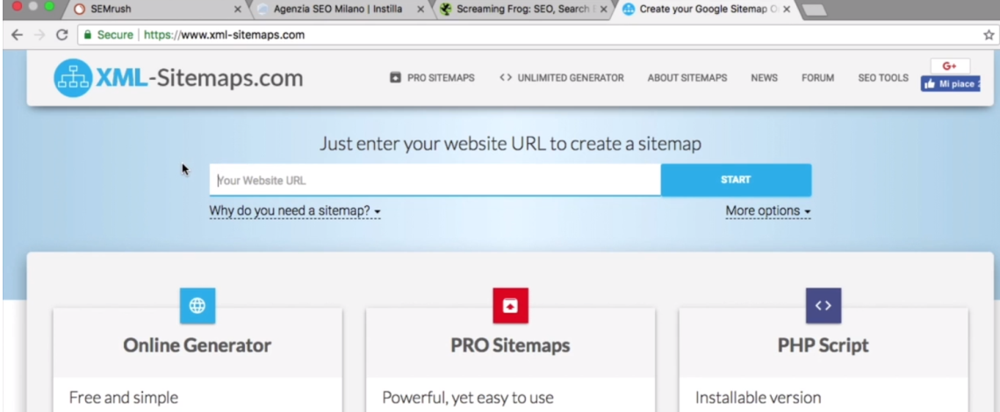 SEMrush
Agenzia SEO Milano | Instilla
Screaming Frog: SEO, Search
Create your Google Sitemap
Secure | https://www.xml-sitemaps.com
XML-Sitemaps.com
PRO SITEMAPS
<> UNLIMITED GENERATOR
ABOUT SITEMAPS
NEWS
FORUM
SEO TOOLS
G+
Mi piace
Just enter your website URL to create a sitemap
Your Website URL
START
Why do you need a sitemap?
More options
<>
Online Generator
PRO Sitemaps
PHP Script
Free and simple
Powerful, yet easy to use
Installable version